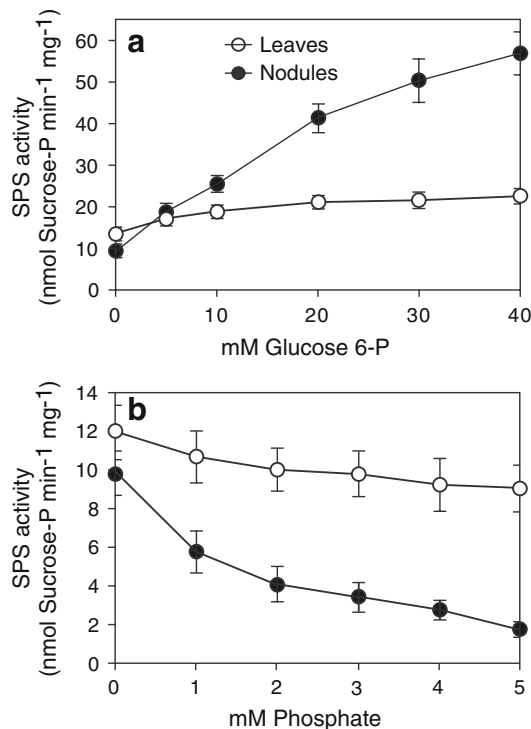 a
Leaves
Nodules
60
50
40
30
20
10
0
SPS activity
(nmol Sucrose-P min-1 mg-1)
0 10 20 30 40
mM Glucose 6-P
b
14
12
10
8
6
4
2
0
SPS activity
(nmol Sucrose-P min-1 mg-1)
0 1 2 3 4 5
mM Phosphate